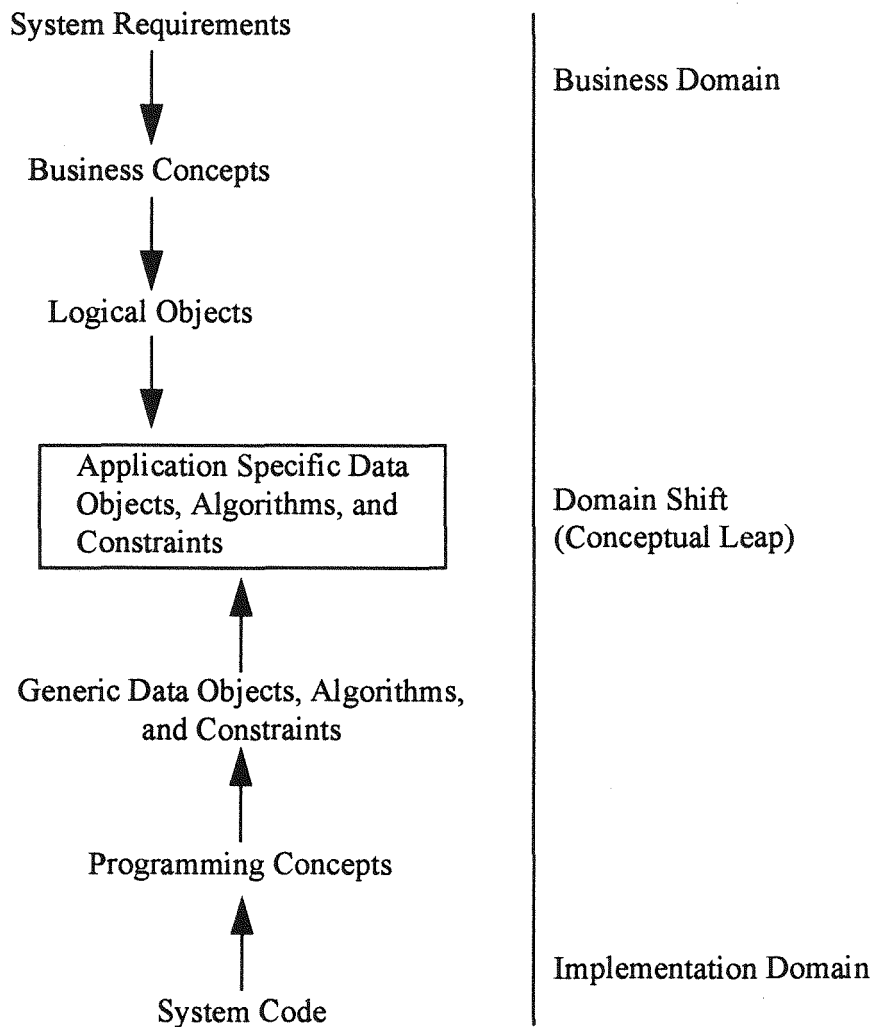 System Requirements
Business Domain
Business Concepts
Logical Objects
Application Specific Data
Objects, Algorithms, and
Constraints
Domain Shift
(Conceptual Leap)
Generic Data Objects, Algorithms,
and Constraints
Programming Concepts
Implementation Domain
System Code